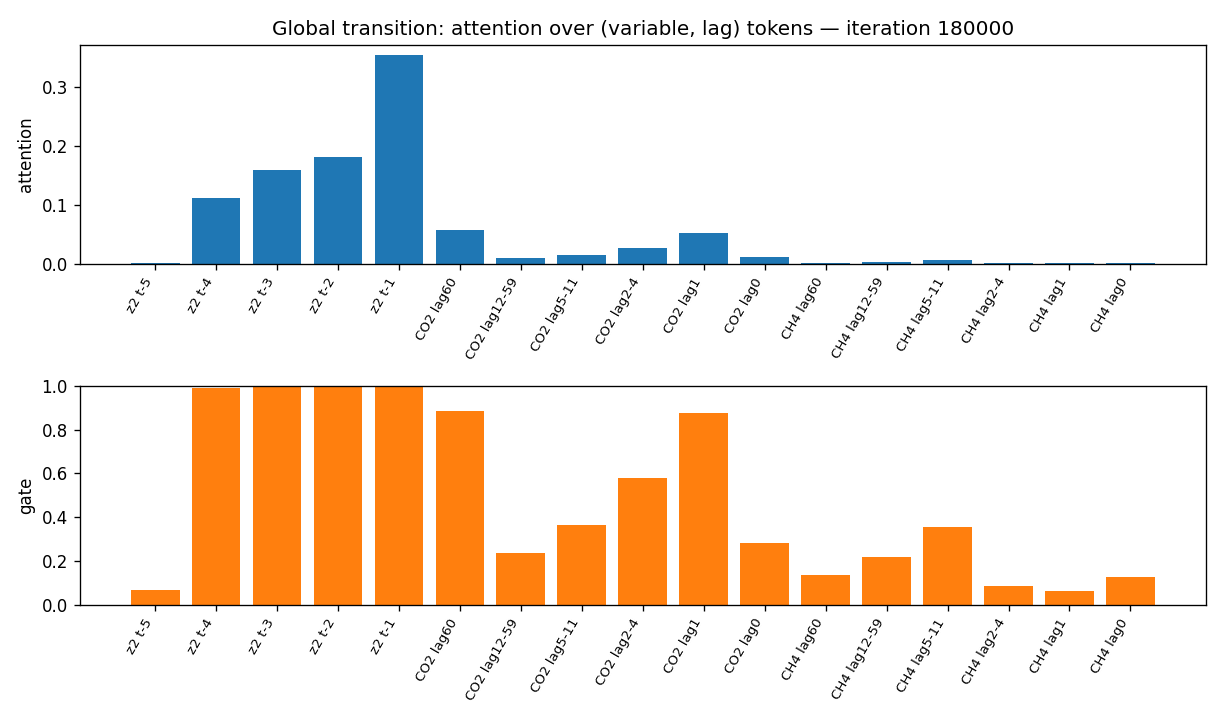 Global transition: attention over (variable, lag) tokens — iteration 180000
attention
0.3
0.2
0.1
0.0
z2 t-5
z2 t-4
z2 t-3
z2 t-2
z2 t-1
CO2 lag60
CO2 lag12-59
CO2 lag5-11
CO2 lag2-4
CO2 lag1
CO2 lag0
CH4 lag60
CH4 lag12-59
CH4 lag5-11
CH4 lag2-4
CH4 lag1
CH4 lag0
gate
1.0
0.8
0.6
0.4
0.2
0.0
z2 t-5
z2 t-4
z2 t-3
z2 t-2
z2 t-1
CO2 lag60
CO2 lag12-59
CO2 lag5-11
CO2 lag2-4
CO2 lag1
CO2 lag0
CH4 lag60
CH4 lag12-59
CH4 lag5-11
CH4 lag2-4
CH4 lag1
CH4 lag0